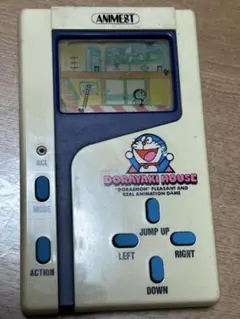 ANIMEST
ACL
DORAYAKI HOUSE
"DORAEMON" PLEASANT AND
REAL ANIMATION GAME
MODE
JUMP UP
ACTION
LEFT
RIGHT
DOWN